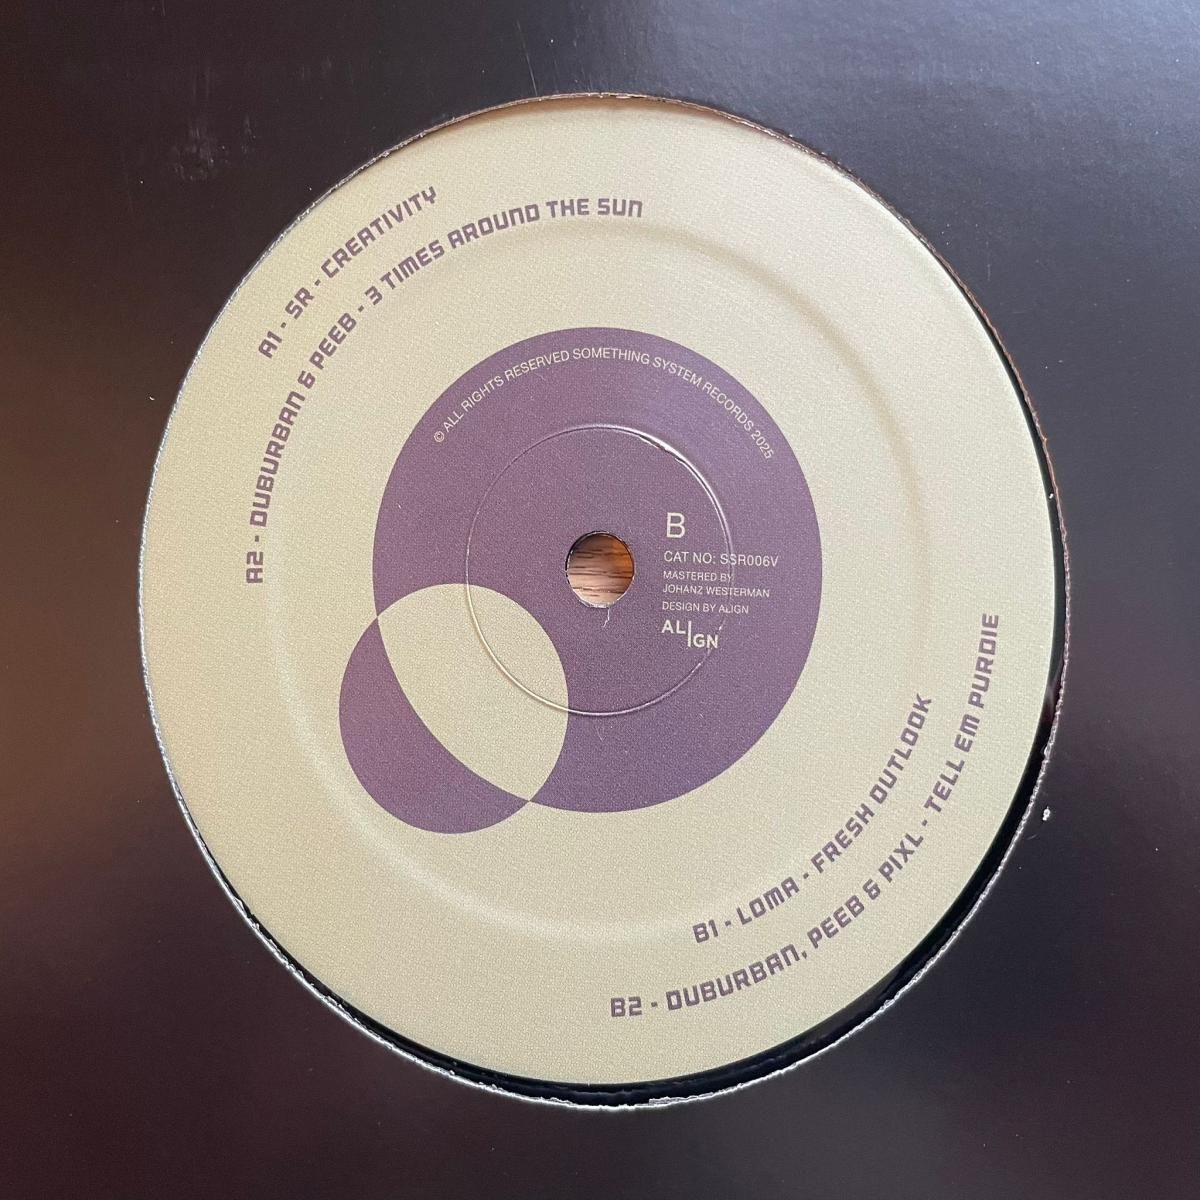 A1 - SR - CREATIVITY
A2 - DUBURBAN & PEEB - 3 TIMES AROUND THE SUN
© ALL RIGHTS RESERVED SOMETHING SYSTEM RECORDS 2025
B
CAT NO: SSR006V
MASTERED BY
JOHANZ WESTERMAN
DESIGN BY ALIGN
ALIGN
B1 - LOMA - FRESH OUTLOOK
B2 - DUBURBAN, PEEB & PIXL - TELL EM PURDIE